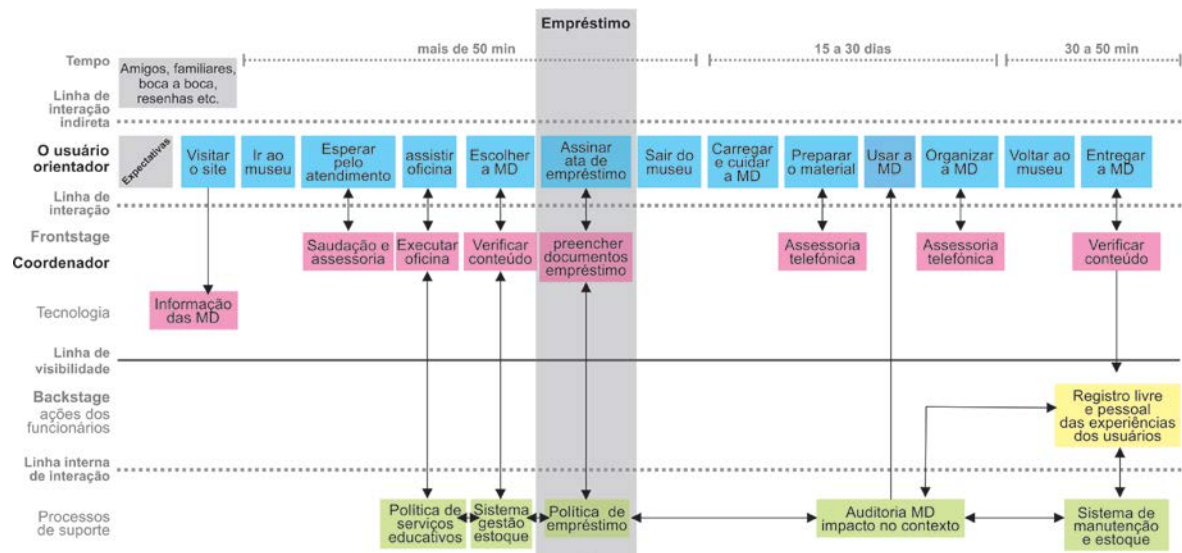 Empréstimo
mais de 50 min
15 a 30 dias
30 a 50 min
Tempo
Amigos, familiares,
boca a boca,
resenhas etc.
Linha de
interação
indireta
O usuário
orientador
Expectativas
Visitar
o site
Ir ao
museu
Esperar
pelo
atendimento
assistir
oficina
Escolher
a MD
Assinar
ata de
empréstimo
Sair do
museu
Carregar
e cuidar
a MD
Preparar
o material
Usar a
MD
Organizar
a MD
Voltar ao
museu
Entregar
a MD
Linha de
interação
Frontstage
Coordenador
Saudação e
assessoria
Executar
oficina
Verificar
conteúdo
preencher
documentos
empréstimo
Assessoria
telefónica
Assessoria
telefónica
Verificar
conteúdo
Tecnologia
Informação
das MD
Linha de
visibilidade
Backstage
ações dos
funcionários
Registro livre
e pessoal
das experiências
dos usuários
Linha interna
de interação
Processos
de suporte
Política de
serviços
educativos
Sistema
gestão
estoque
Política de
empréstimo
Auditoria MD
impacto no contexto
Sistema de
manutenção
e estoque